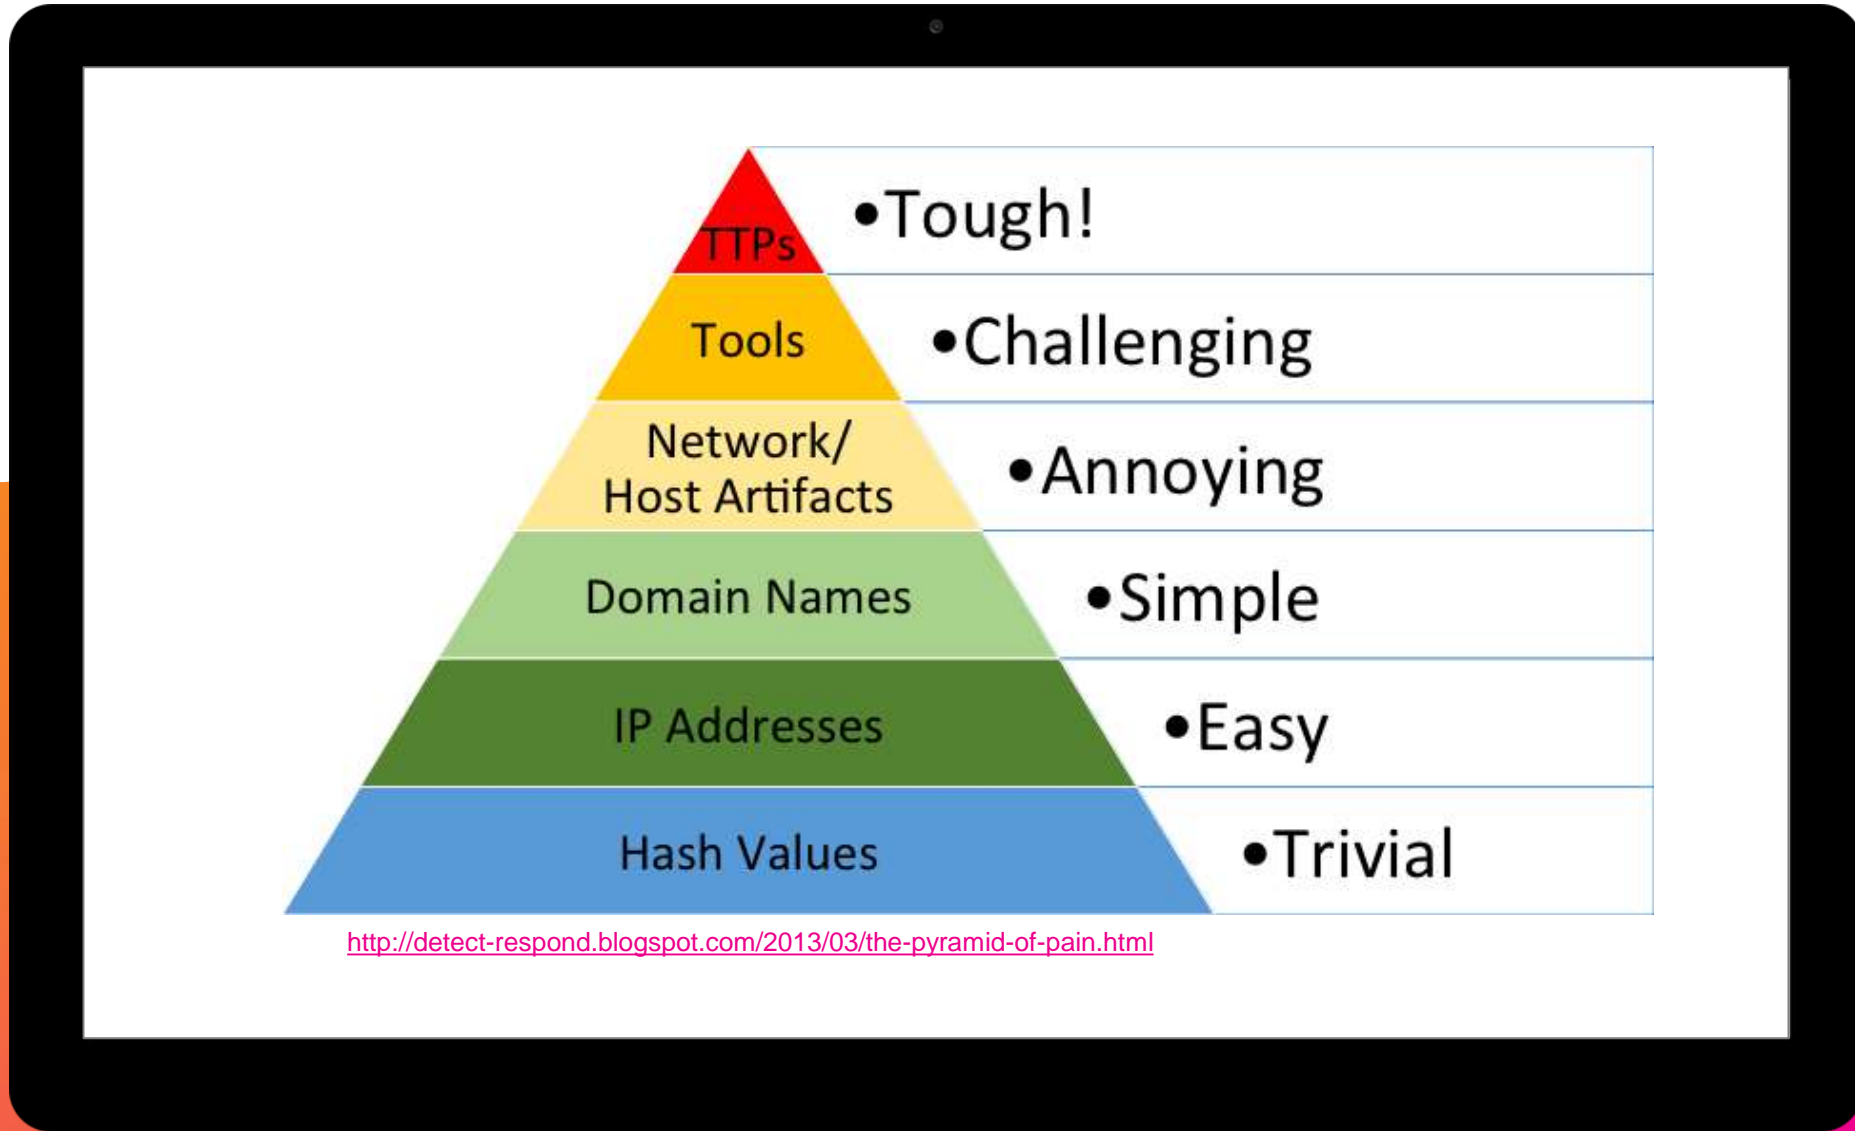 TTPs
•Tough!
Tools
•Challenging
Network/
Host Artifacts
•Annoying
Domain Names
•Simple
IP Addresses
•Easy
Hash Values
•Trivial
http://detect-respond.blogspot.com/2013/03/the-pyramid-of-pain.html